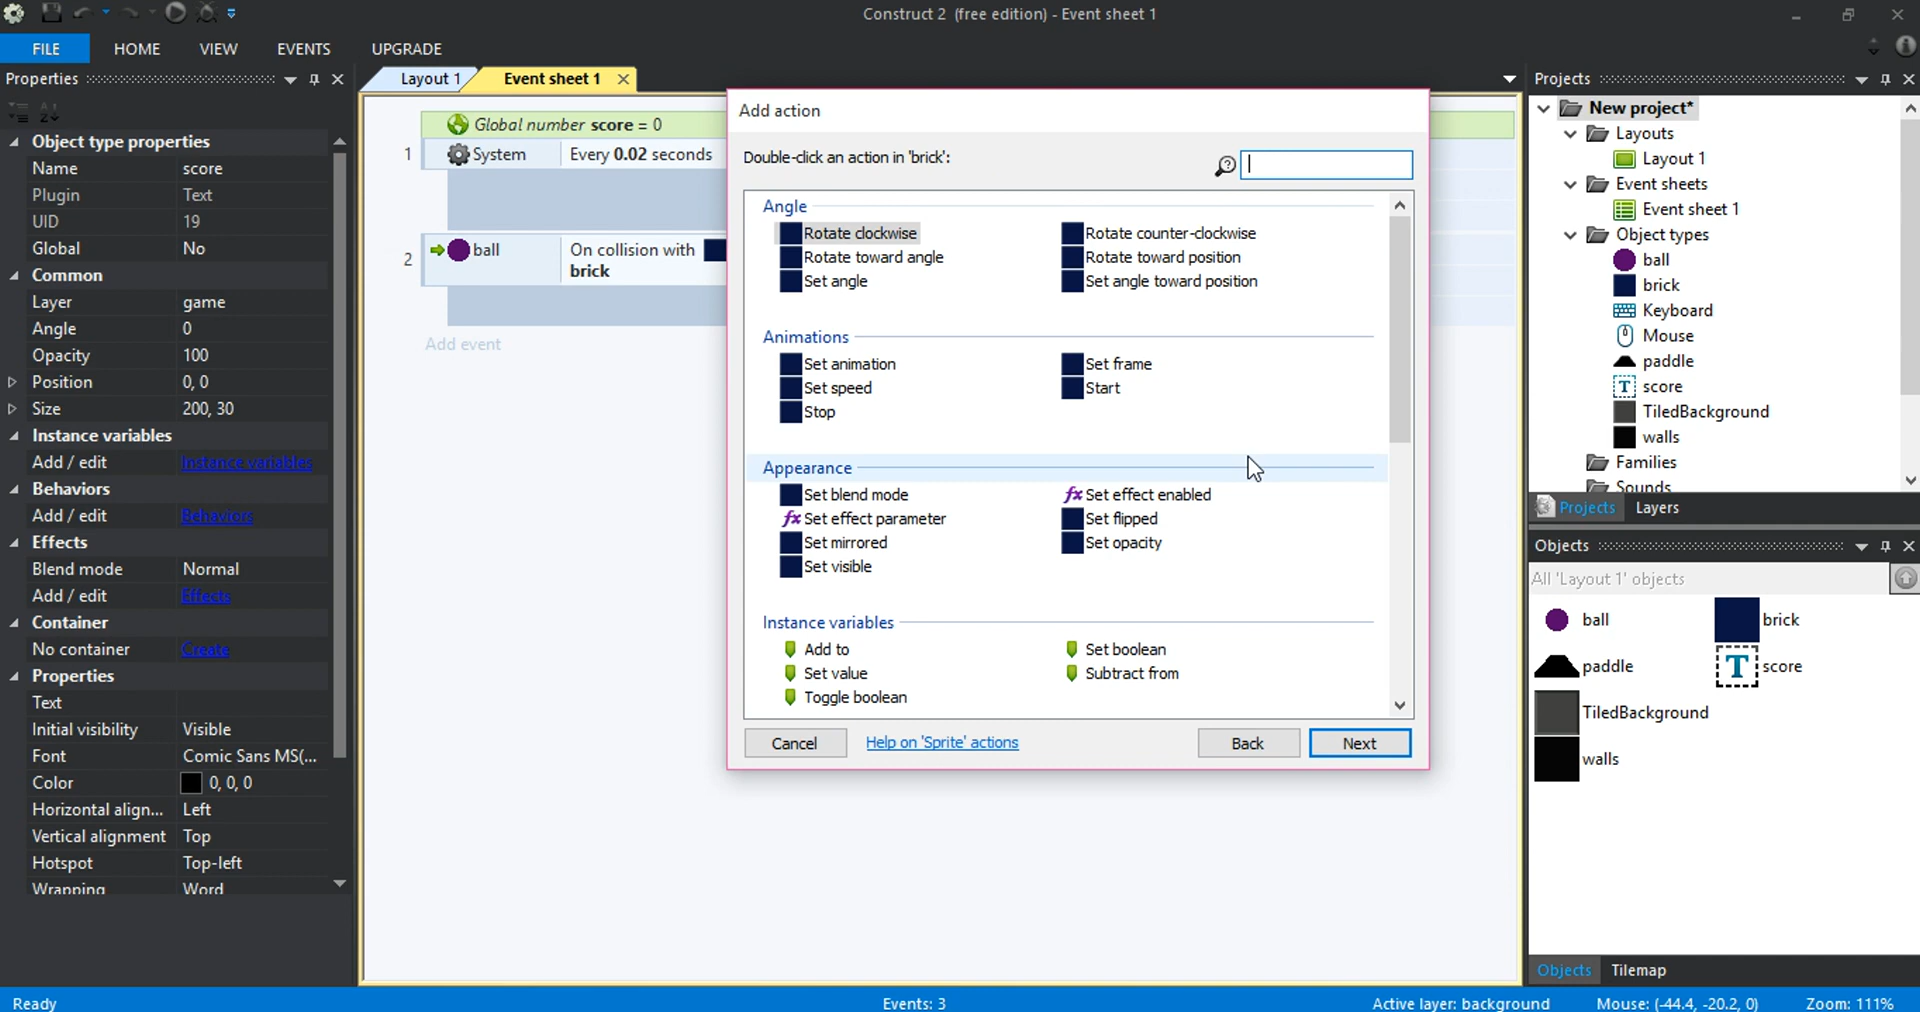 Construct 2 (free edition) - Event sheet 1
FILE HOME VIEW EVENTS UPGRADE
Properties
Object type properties
Name score
Plugin Text
UID 19
Global No
Common
Layer game
Angle 0
Opacity 100
Position 0, 0
Size 200, 30
Instance variables
Add / edit Instance variables
Behaviors
Add / edit Behaviors
Effects
Blend mode Normal
Add / edit Effects
Container
No container Create
Properties
Text
Initial visibility Visible
Font Comic Sans MS(...
Color 0, 0, 0
Horizontal align... Left
Vertical alignment Top
Hotspot Top-left
Wrapping Word
Layout 1 Event sheet 1
Global number score = 0
1 System Every 0.02 seconds
2 ball On collision with
brick
Add event
Add action
Double-click an action in 'brick':
Angle
Rotate clockwise Rotate counter-clockwise
Rotate toward angle Rotate toward position
Set angle Set angle toward position
Animations
Set animation Set frame
Set speed Start
Stop
Appearance
Set blend mode fx Set effect enabled
fx Set effect parameter Set flipped
Set mirrored Set opacity
Set visible
Instance variables
Add to Set boolean
Set value Subtract from
Toggle boolean
Cancel Help on 'Sprite' actions Back Next
Projects
New project*
Layouts
Layout 1
Event sheets
Event sheet 1
Object types
ball
brick
Keyboard
Mouse
paddle
T score
TiledBackground
walls
Families
Sounds
Projects Layers
Objects
All 'Layout 1' objects
ball brick
paddle T score
TiledBackground
walls
Objects Tilemap
Ready Events: 3 Active layer: background Mouse: (-44.4, -20.2, 0) Zoom: 111%